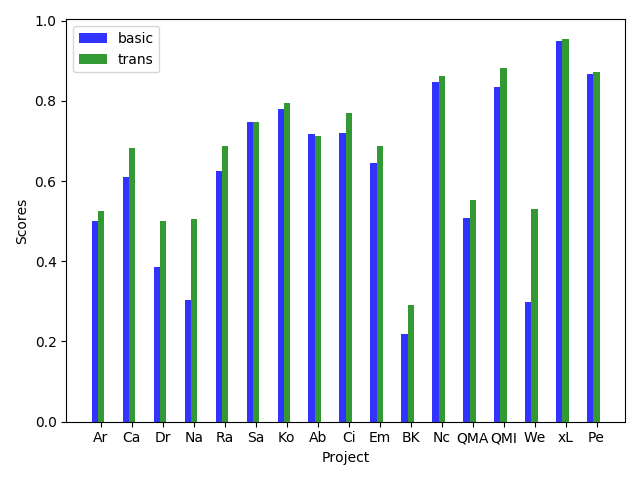 1.0
basic
trans
0.8
0.6
0.4
0.2
0.0
Scores
Ar Ca Dr Na Ra Sa Ko Ab Ci Em BK Nc QMA QMI We xL Pe
Project